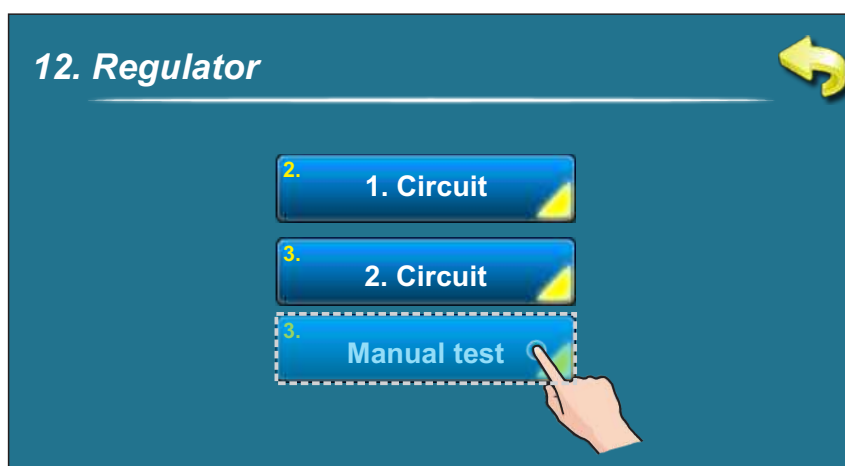 12. Regulator
2.
1. Circuit
3.
2. Circuit
3.
Manual test